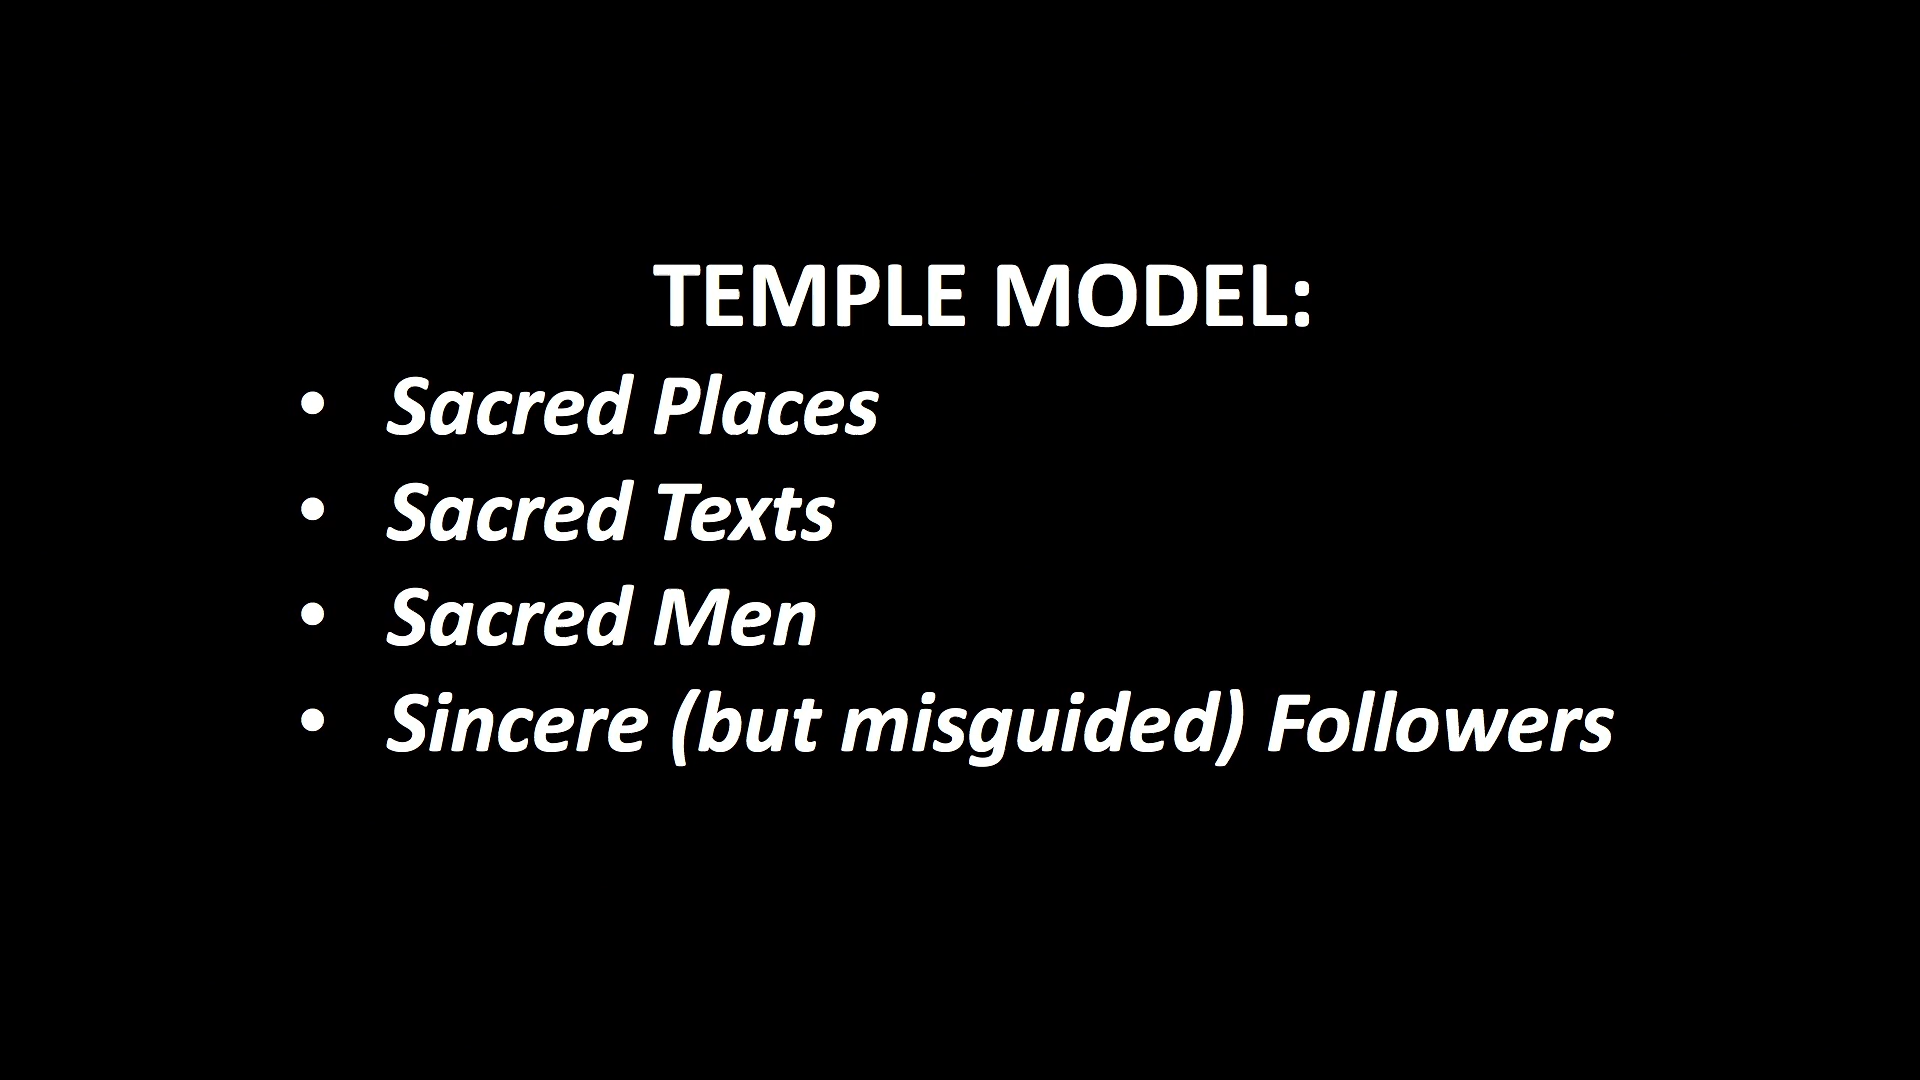 TEMPLE MODEL:
• Sacred Places
• Sacred Texts
• Sacred Men
• Sincere (but misguided) Followers